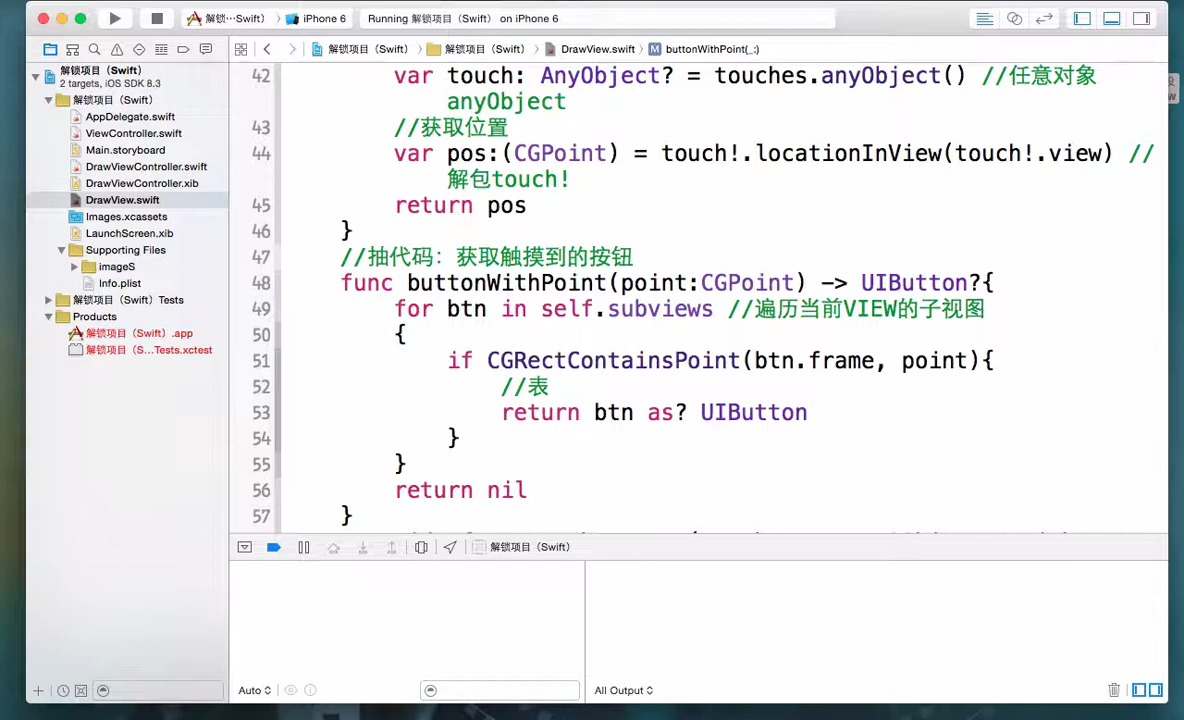 解锁⋯Swift）
iPhone 6
Running 解锁项目（Swift） on iPhone 6
解锁项目（Swift）
解锁项目（Swift）
DrawView.swift
M
buttonWithPoint(_:)
解锁项目（Swift）
2 targets, iOS SDK 8.3
解锁项目（Swift）
AppDelegate.swift
ViewController.swift
Main.storyboard
DrawViewController.swift
DrawViewController.xib
DrawView.swift
Images.xcassets
LaunchScreen.xib
Supporting Files
imageS
Info.plist
解锁项目（Swift）Tests
Products
解锁项目（Swift）.app
解锁项目（S...Tests.xctest
42 var touch: AnyObject? = touches.anyObject() //任意对象
anyObject
43 //获取位置
44 var pos:(CGPoint) = touch!.locationInView(touch!.view) //
解包touch!
45 return pos
46 }
47 //抽代码：获取触摸到的按钮
48 func buttonWithPoint(point:CGPoint) -> UIButton?{
49 for btn in self.subviews //遍历当前VIEW的子视图
50 {
51 if CGRectContainsPoint(btn.frame, point){
52 //表
53 return btn as? UIButton
54 }
55 }
56 return nil
57 }
解锁项目（Swift）
Auto
All Output